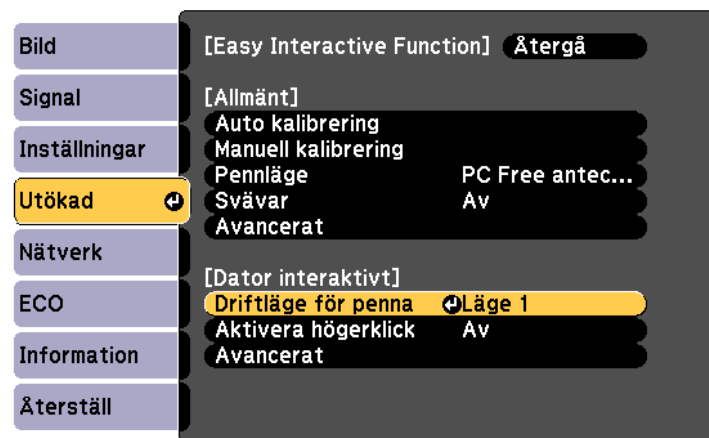 Bild
Signal
Inställningar
Utökad
Nätverk
ECO
Information
Återställ
[Easy Interactive Function] Återgå
[Allmänt]
Auto kalibrering
Manuell kalibrering
Pennläge PC Free antec...
Svävar Av
Avancerat
[Dator interaktivt]
Driftläge för penna Läge 1
Aktivera högerklick Av
Avancerat